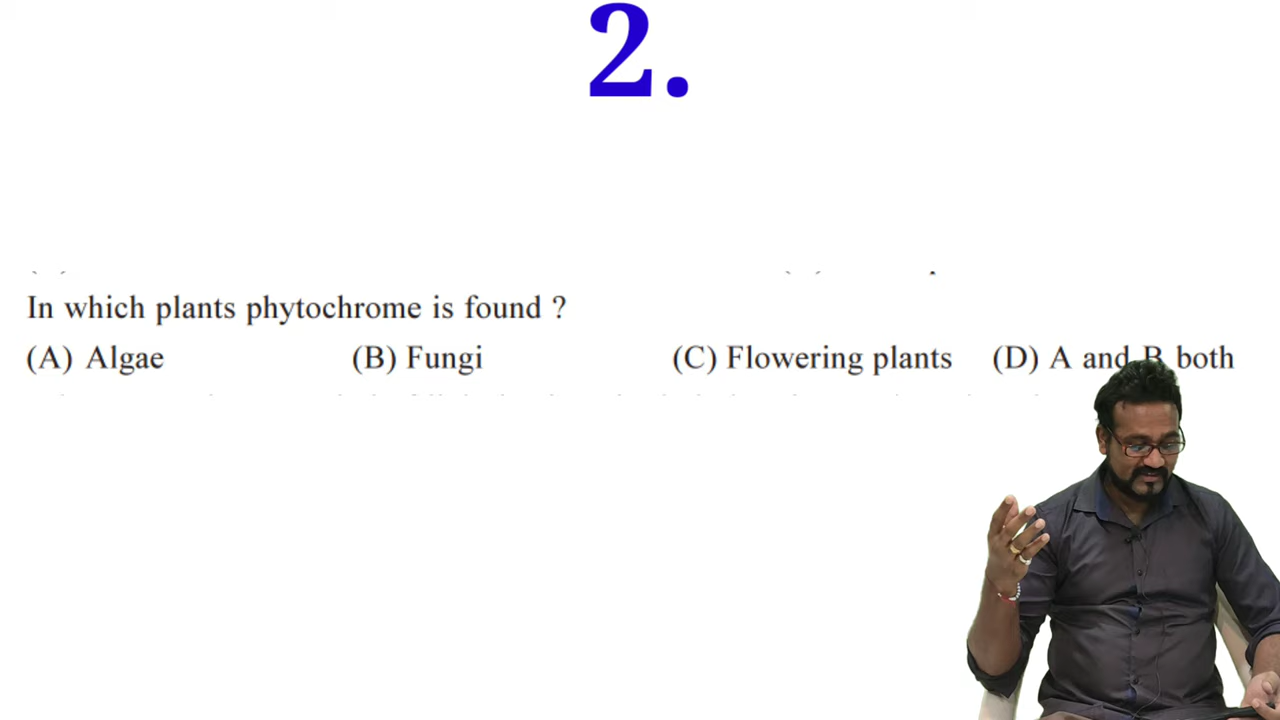 2.
In which plants phytochrome is found ?
(A) Algae (B) Fungi (C) Flowering plants (D) A and B both